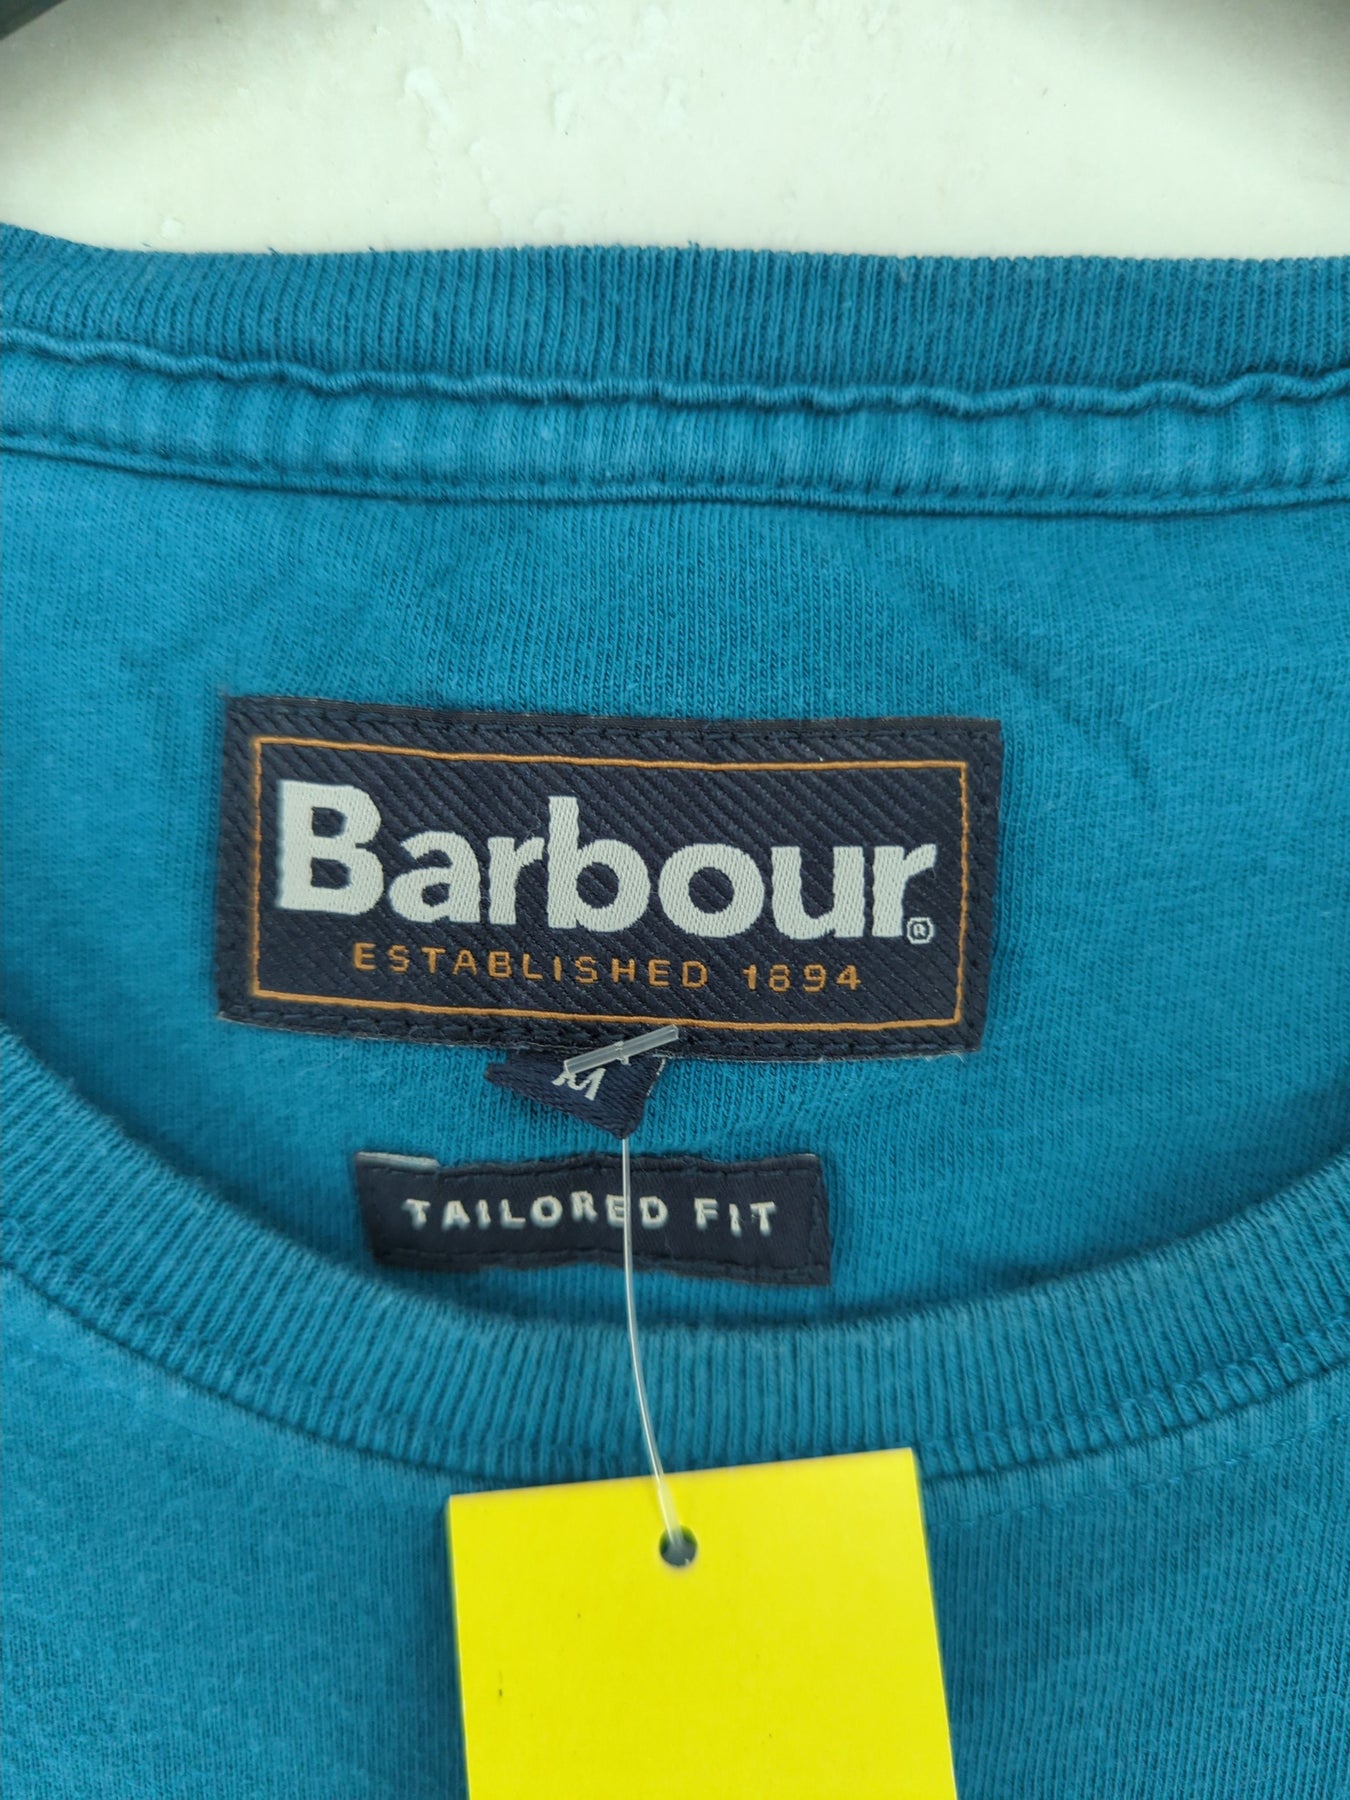 Barbour®
ESTABLISHED 1894
M
TAILORED FIT